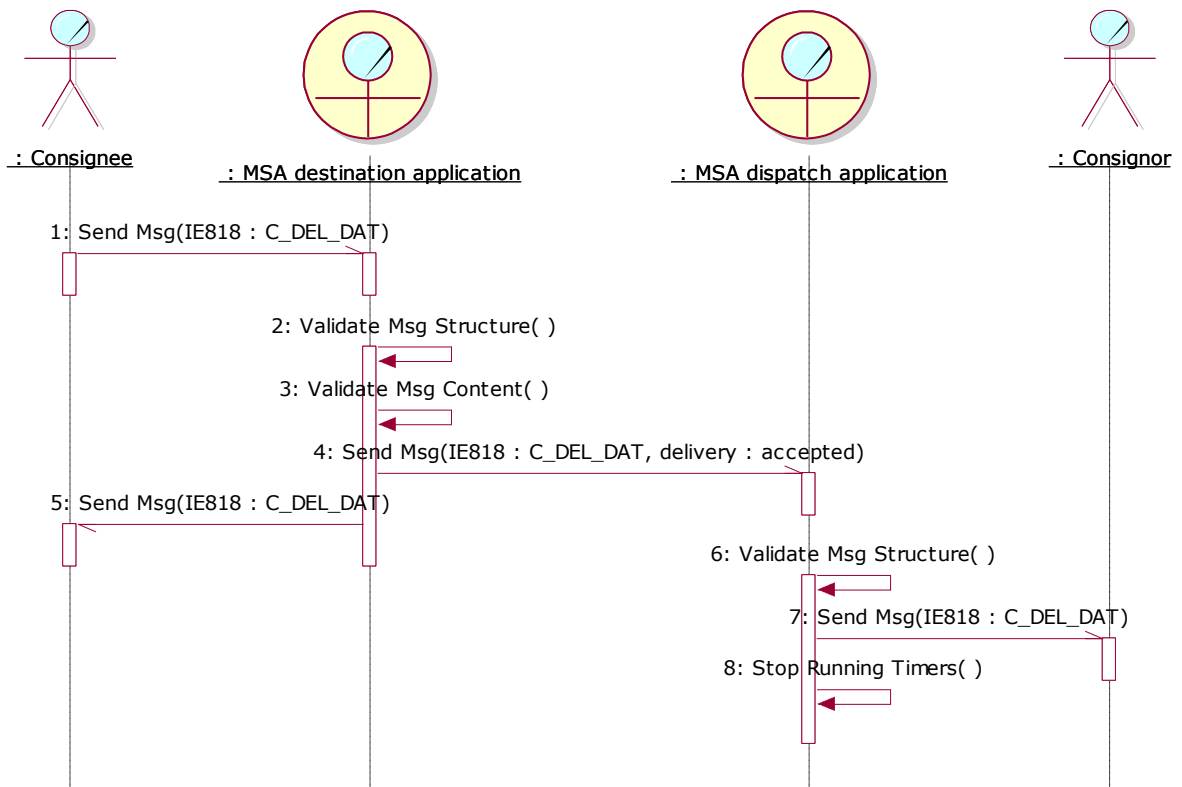 : Consignee
: MSA destination application
: MSA dispatch application
: Consignor
1: Send Msg(IE818 : C_DEL_DAT)
2: Validate Msg Structure( )
3: Validate Msg Content( )
4: Send Msg(IE818 : C_DEL_DAT, delivery : accepted)
5: Send Msg(IE818 : C_DEL_DAT)
6: Validate Msg Structure( )
7: Send Msg(IE818 : C_DEL_DAT)
8: Stop Running Timers( )